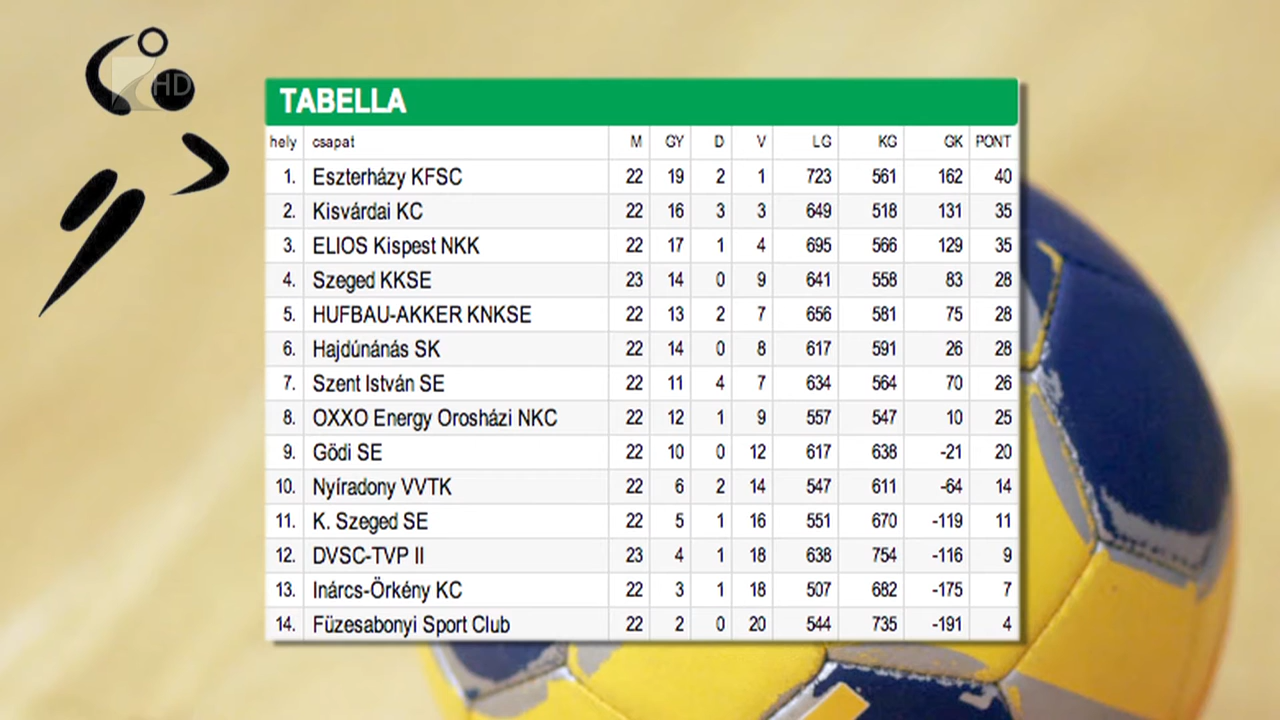 HD
TABELLA
hely csapat M GY D V LG KG GK PONT
1. Eszterházy KFSC 22 19 2 1 723 561 162 40
2. Kisvárdai KC 22 16 3 3 649 518 131 35
3. ELIOS Kispest NKK 22 17 1 4 695 566 129 35
4. Szeged KKSE 23 14 0 9 641 558 83 28
5. HUFBAU-AKKER KNKSE 22 13 2 7 656 581 75 28
6. Hajdúnánás SK 22 14 0 8 617 591 26 28
7. Szent István SE 22 11 4 7 634 564 70 26
8. OXXO Energy Orosházi NKC 22 12 1 9 557 547 10 25
9. Gödi SE 22 10 0 12 617 638 -21 20
10. Nyíradony VVTK 22 6 2 14 547 611 -64 14
11. K. Szeged SE 22 5 1 16 551 670 -119 11
12. DVSC-TVP II 23 4 1 18 638 754 -116 9
13. Inárcs-Örkény KC 22 3 1 18 507 682 -175 7
14. Füzesabonyi Sport Club 22 2 0 20 544 735 -191 4